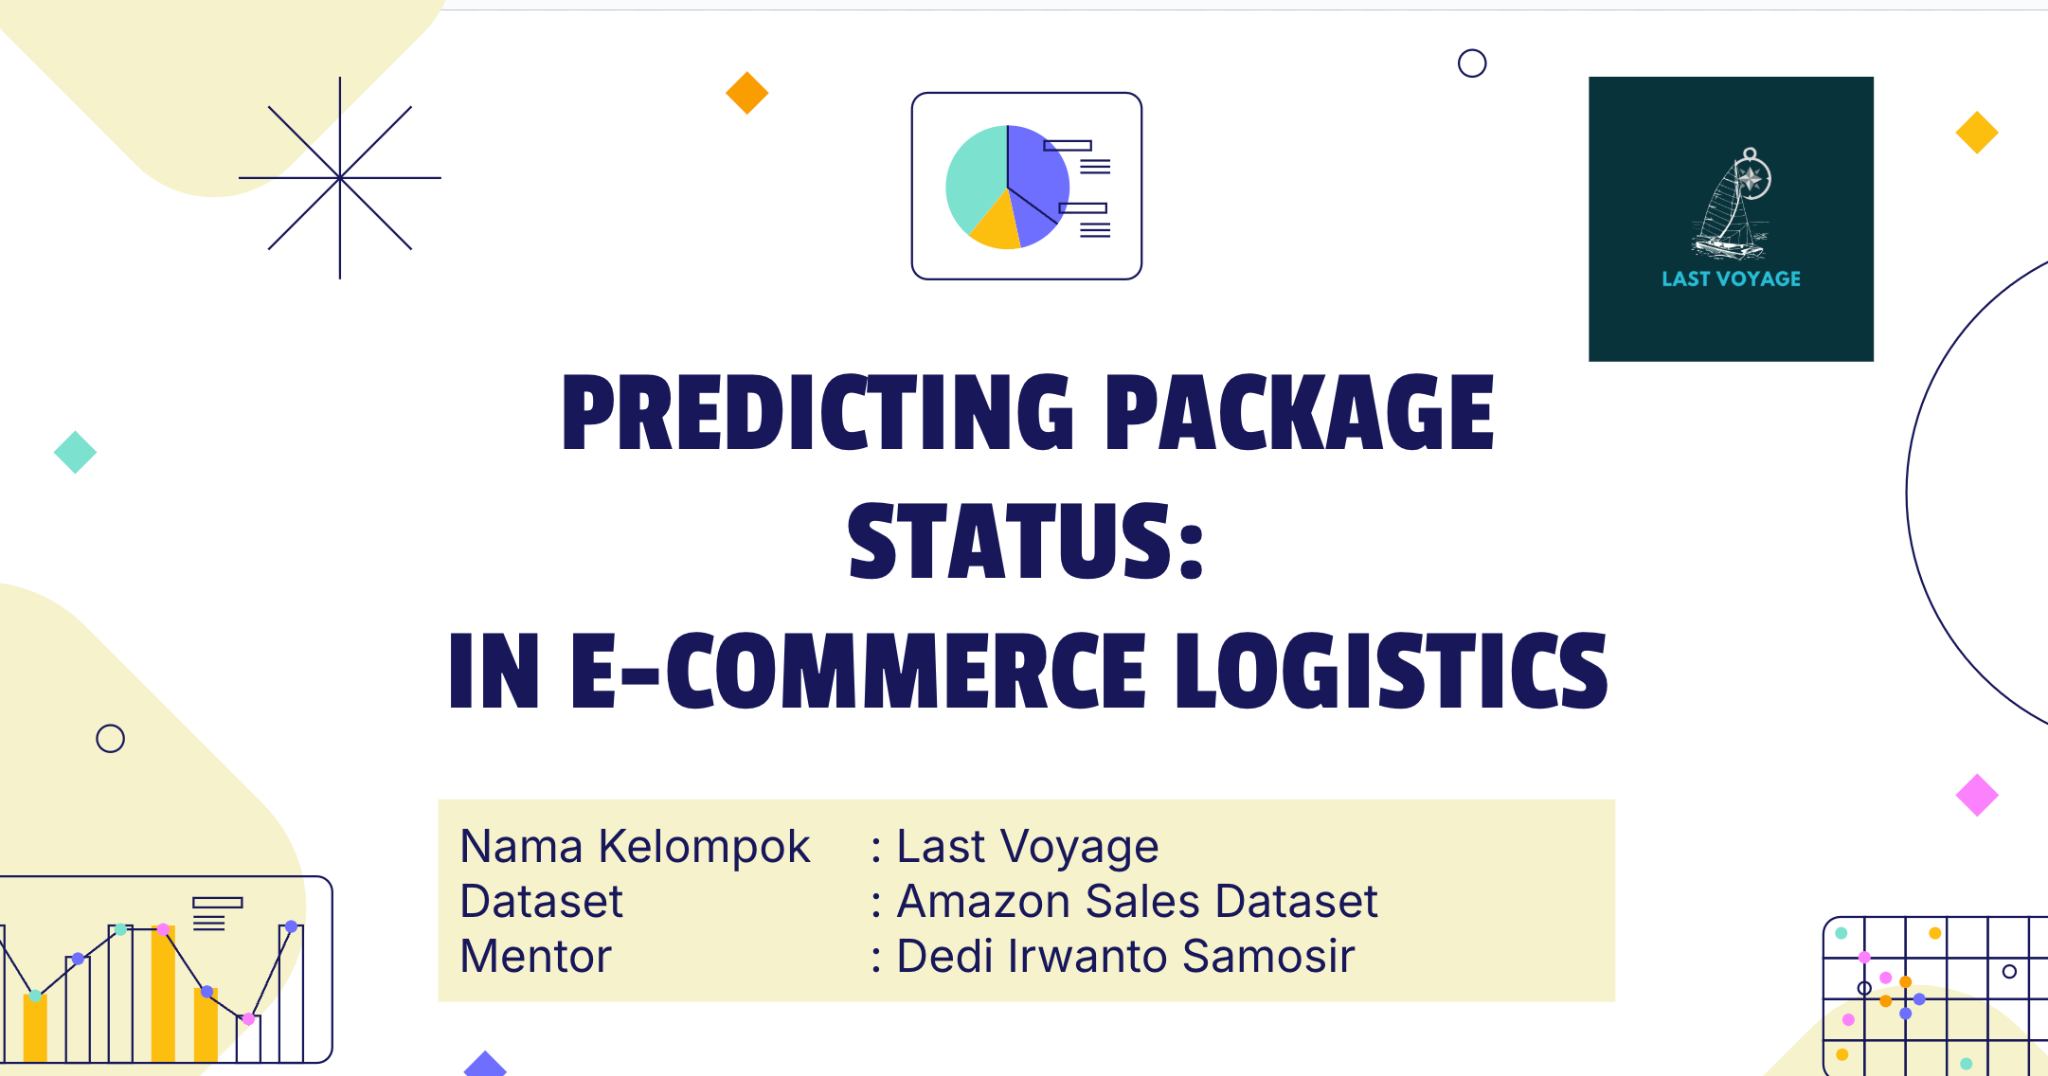 LAST VOYAGE
PREDICTING PACKAGE
STATUS:
IN E-COMMERCE LOGISTICS
Nama Kelompok : Last Voyage
Dataset : Amazon Sales Dataset
Mentor : Dedi Irwanto Samosir